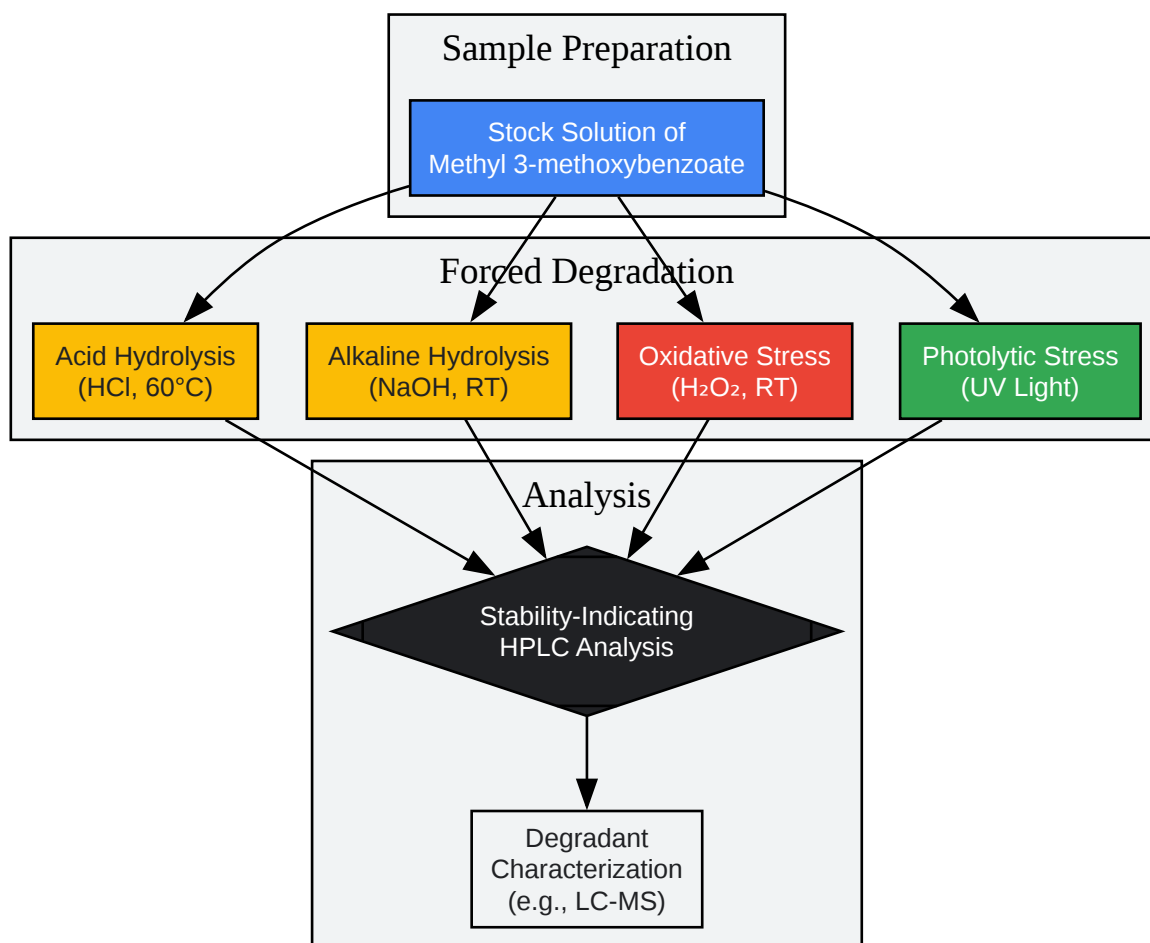 Sample Preparation
Stock Solution of
Methyl 3-methoxybenzoate
Forced Degradation
Acid Hydrolysis
(HCl, 60°C)
Alkaline Hydrolysis
(NaOH, RT)
Oxidative Stress
(H₂O₂, RT)
Photolytic Stress
(UV Light)
Analysis
Stability-Indicating
HPLC Analysis
Degradant
Characterization
(e.g., LC-MS)